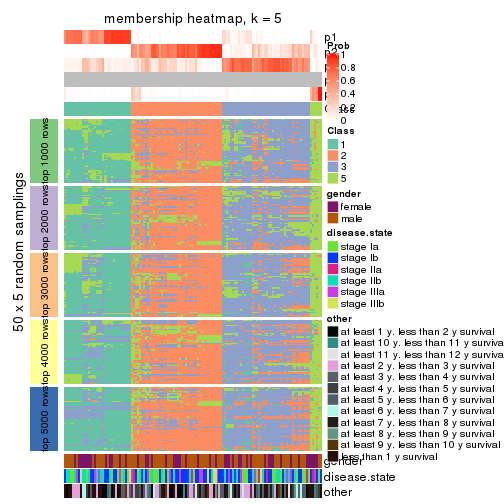 membership heatmap, k = 5
p1
Prob
1
0.8
0.6
0.4
0.2
0
Class
1
2
3
5
gender
female
male
disease.state
stage Ia
stage Ib
stage IIa
stage IIb
stage IIIa
stage IIIb
other
at least 1 y. less than 2 y survival
at least 10 y. less than 11 y survival
at least 11 y. less than 12 y survival
at least 2 y. less than 3 y survival
at least 3 y. less than 4 y survival
at least 4 y. less than 5 y survival
at least 5 y. less than 6 y survival
at least 6 y. less than 7 y survival
at least 7 y. less than 8 y survival
at least 8 y. less than 9 y survival
at least 9 y. less than 10 y survival
less than 1 y survival
50 x 5 random samplings
top 1000 rows
top 2000 rows
top 3000 rows
top 4000 rows
top 5000 rows
gender
disease.state
other